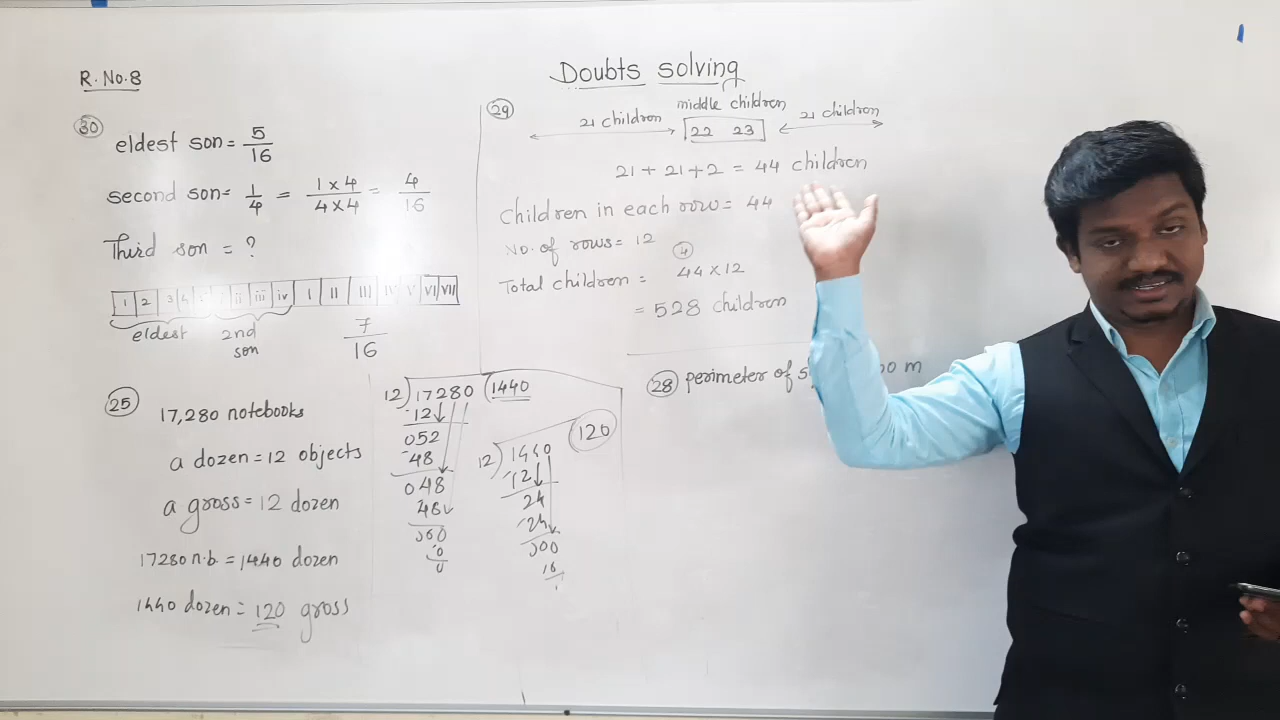 R. No. 8
Doubts solving
30
eldest son = 5/16
second son = 1/4 = 1 x 4 / 4 x 4 = 4/16
Third son = ?
1 2 3 4 ii iii iv I II III IV V VI VII
eldest 2nd son
7/16
29
21 children middle children 21 children
22 23
21 + 21 + 2 = 44 children
Children in each row = 44
No. of rows = 12
4
Total children = 44 x 12
= 528 children
28 perimeter of m
25
17,280 notebooks
a dozen = 12 objects
a gross = 12 dozen
17280 n.b. = 1440 dozen
1440 dozen = 120 gross
12) 17280 (1440
12
052
48
048
48
0
0
12) 1440 (120
12
24
24